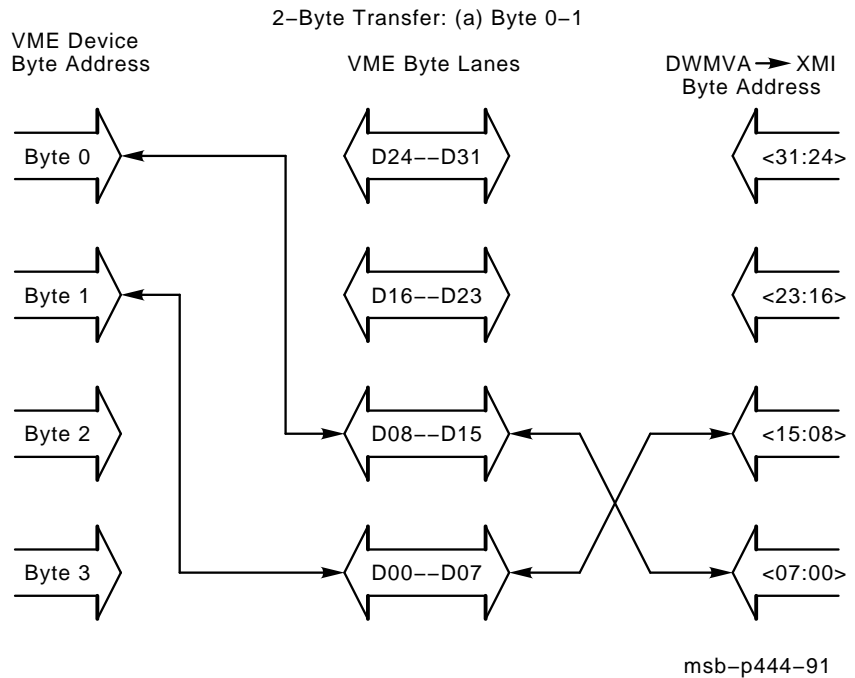 2−Byte Transfer: (a) Byte 0−1
VME Device
Byte Address
VME Byte Lanes
DWMVA XMI
Byte Address
Byte 0
D24−−D31
<31:24>
Byte 1
D16−−D23
<23:16>
Byte 2
D08−−D15
<15:08>
Byte 3
D00−−D07
<07:00>
msb−p444−91